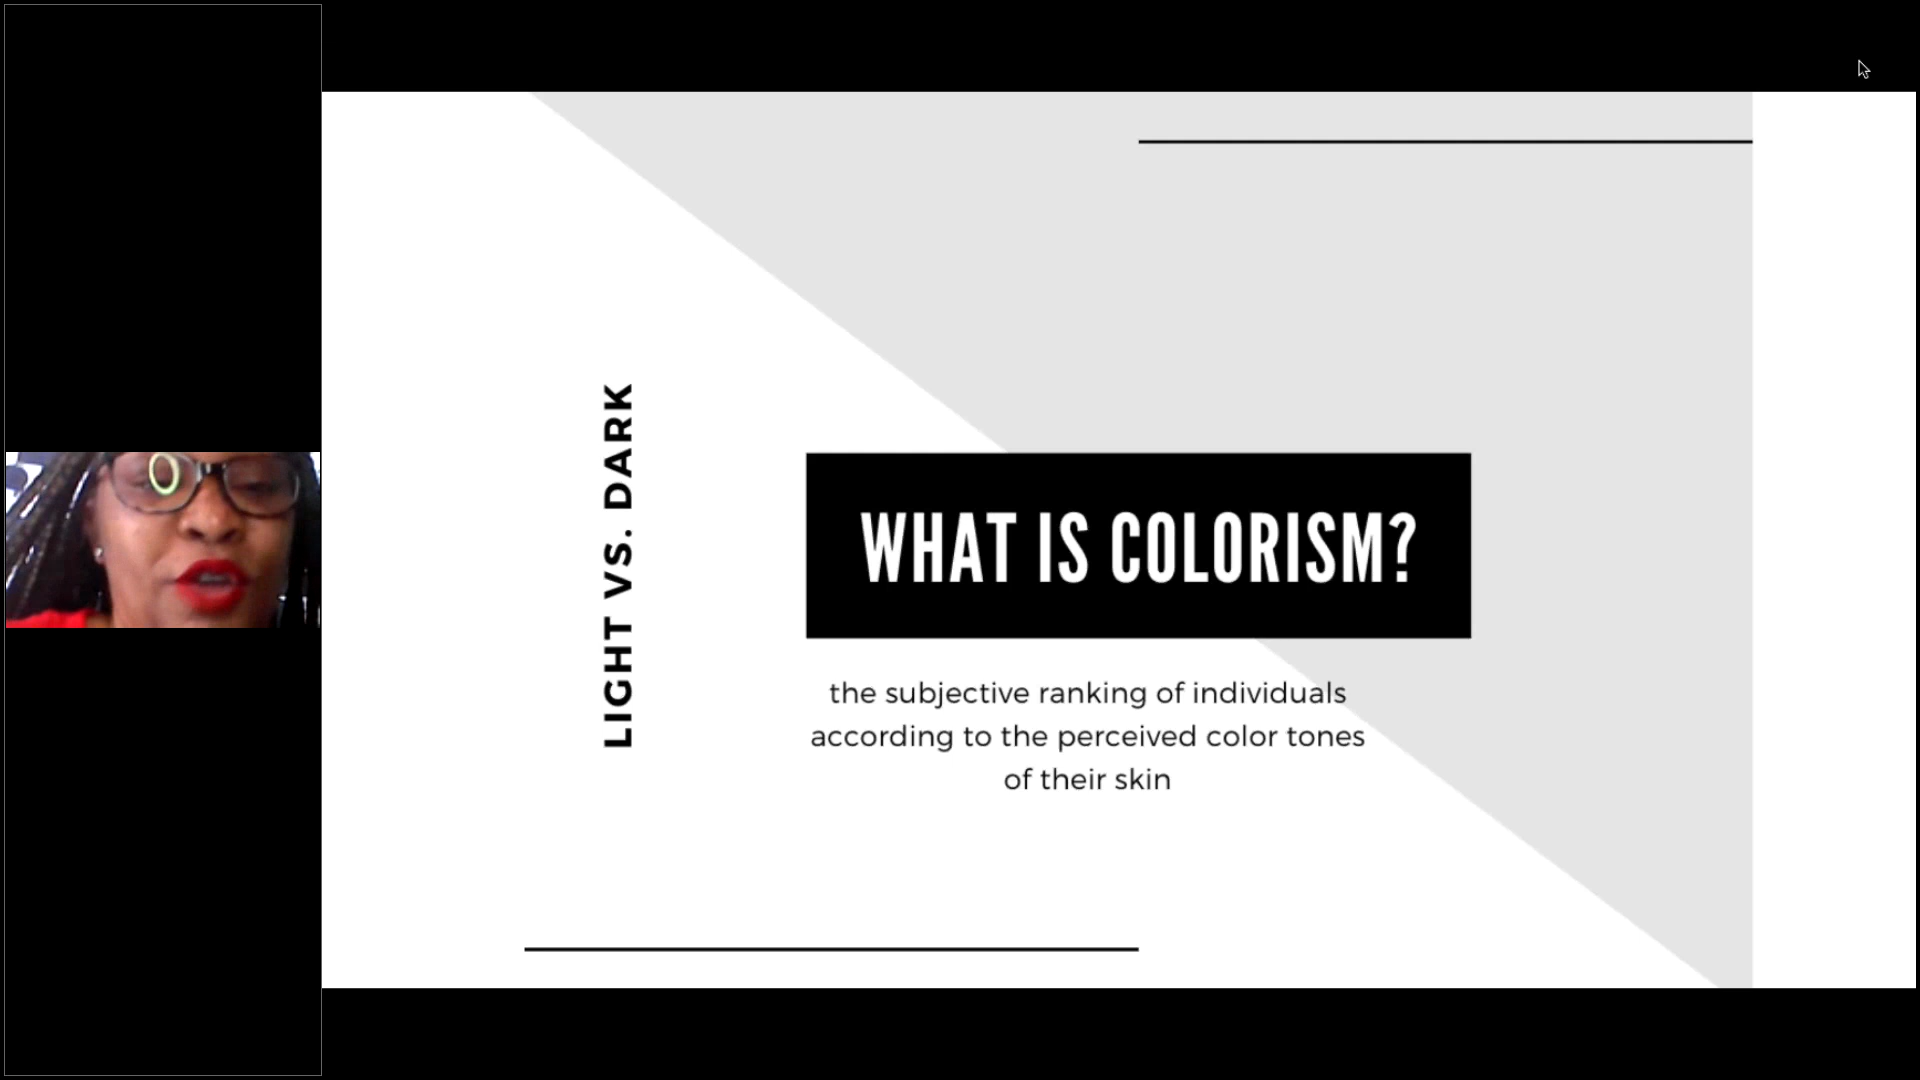 LIGHT VS. DARK
WHAT IS COLORISM?
the subjective ranking of individuals
according to the perceived color tones
of their skin